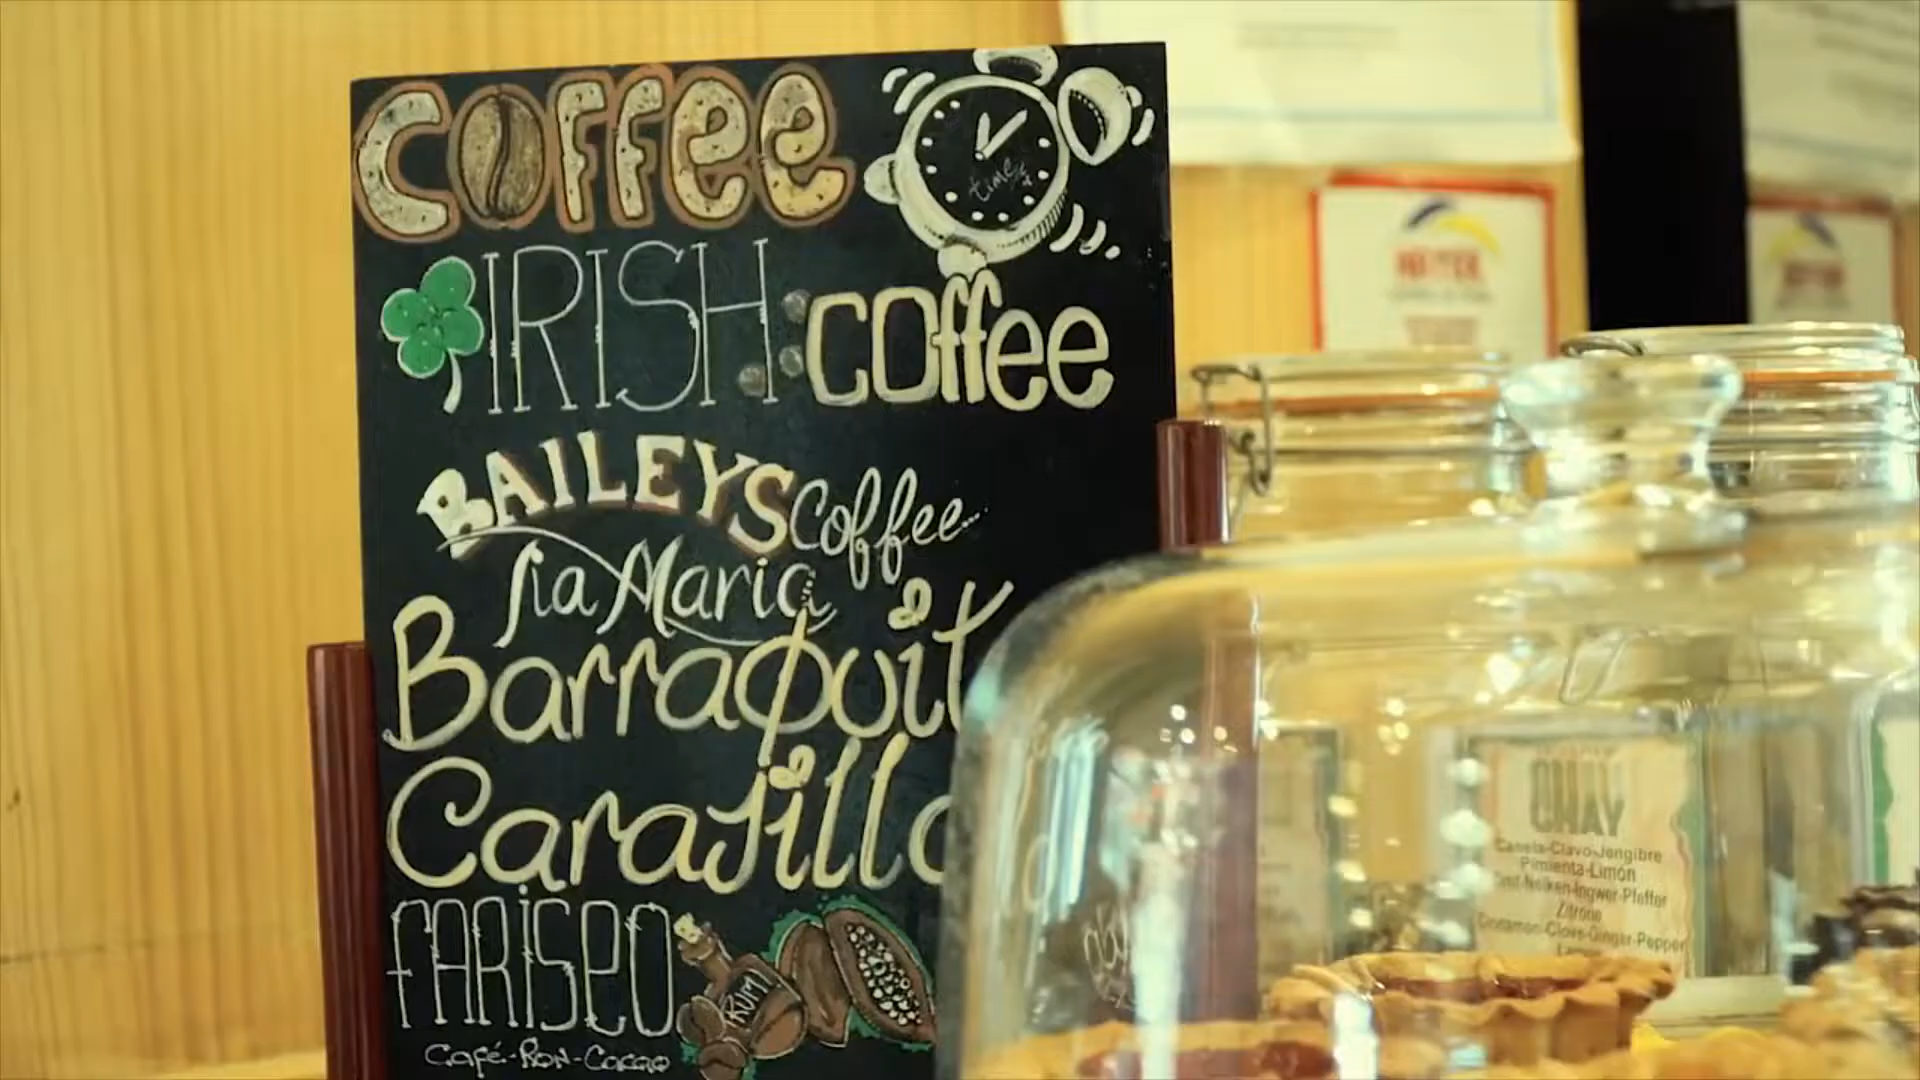 coffee
time
IRISH coffee
BAILEYS Coffee
Tia Maria
Barraquit
Carajillo
FARISEO
RUM
Café-Ron-Cacao
Canela-Clavo-Jengibre
Pimienta-Limón
Zimt-Nelken-Ingwer-Pfeffer
Zitrone
Cinnamon-Clove-Ginger-Pepper